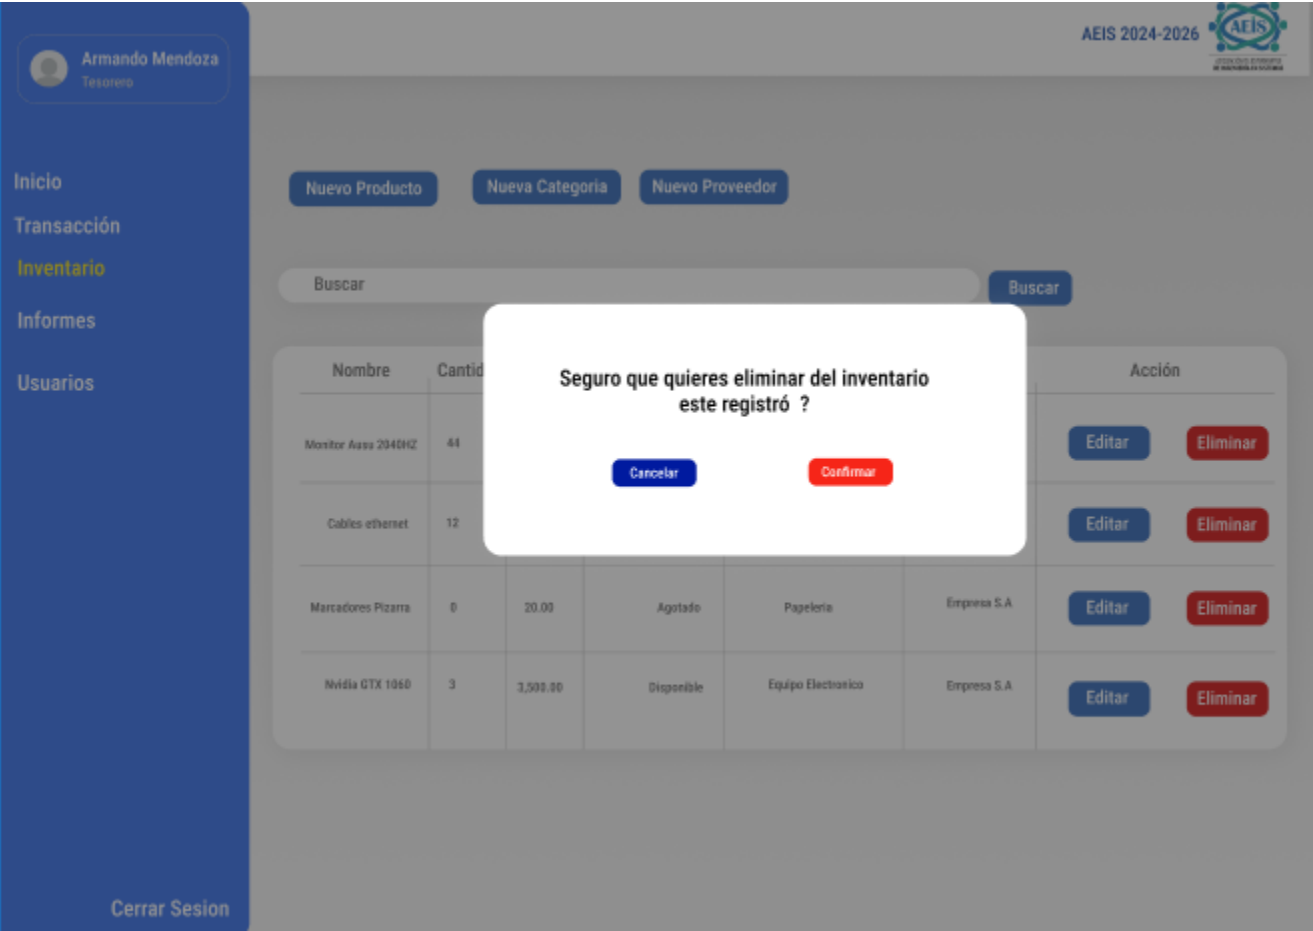 Armando Mendoza
Tesorero
AEIS 2024-2026
AEIS
Inicio
Transacción
Inventario
Informes
Usuarios
Cerrar Sesion
Nuevo Producto Nueva Categoria Nuevo Proveedor
Buscar Buscar
Nombre Cantid Acción
Seguro que quieres eliminar del inventario
este registró ?
Cancelar Confirmar
Monitor Ausu 2040HZ 44 Editar Eliminar
Cables ethernet 12 Editar Eliminar
Marcadores Pizarra 0 20.00 Agotado Papeleria Empresa S.A Editar Eliminar
Nvidia GTX 1060 3 3,500.00 Disponible Equipo Electronico Empresa S.A Editar Eliminar